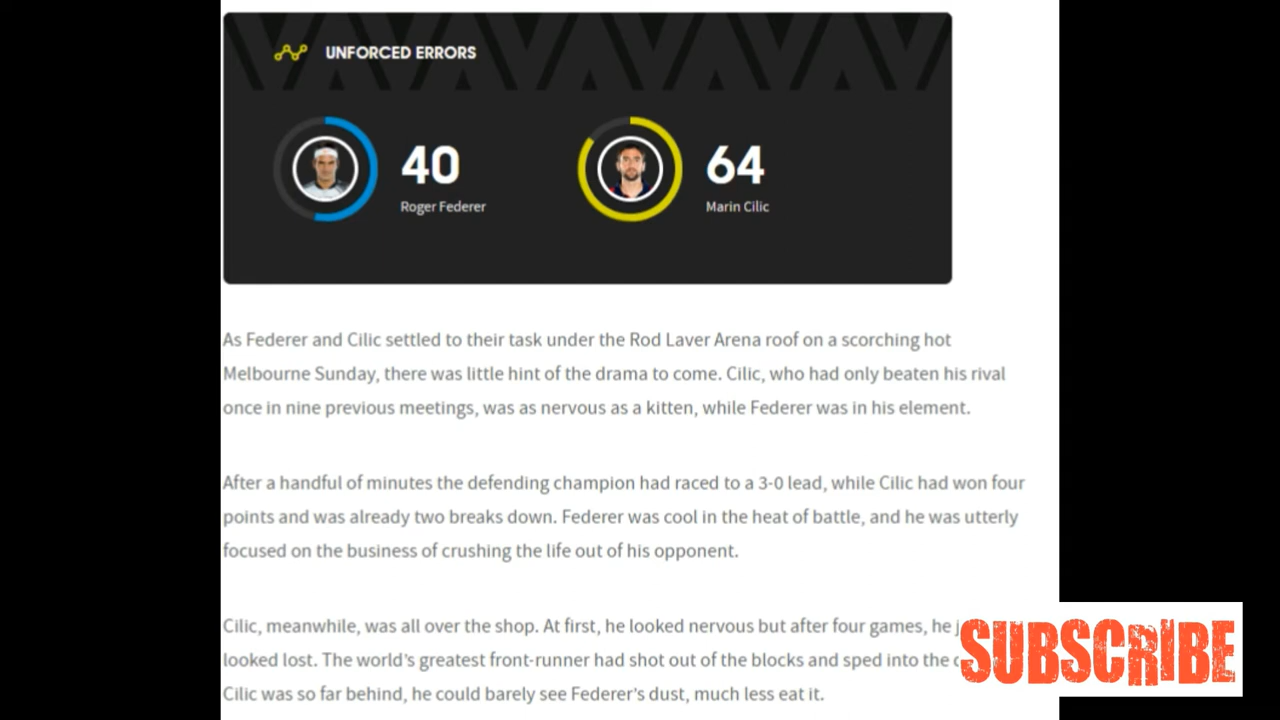 UNFORCED ERRORS
40
Roger Federer
64
Marin Cilic
As Federer and Cilic settled to their task under the Rod Laver Arena roof on a scorching hot
Melbourne Sunday, there was little hint of the drama to come. Cilic, who had only beaten his rival
once in nine previous meetings, was as nervous as a kitten, while Federer was in his element.
After a handful of minutes the defending champion had raced to a 3-0 lead, while Cilic had won four
points and was already two breaks down. Federer was cool in the heat of battle, and he was utterly
focused on the business of crushing the life out of his opponent.
Cilic, meanwhile, was all over the shop. At first, he looked nervous but after four games, he
looked lost. The world's greatest front-runner had shot out of the blocks and sped into the
Cilic was so far behind, he could barely see Federer's dust, much less eat it.
SUBSCRIBE